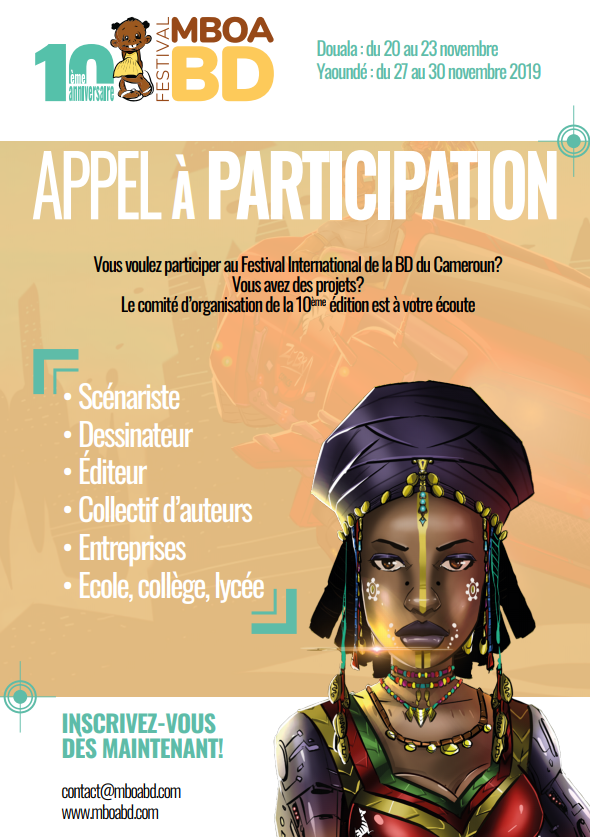 10
ème
anniversaire
FESTIVAL
MBOA
BD
Douala : du 20 au 23 novembre
Yaoundé : du 27 au 30 novembre 2019
APPEL À PARTICIPATION
Vous voulez participer au Festival International de la BD du Cameroun?
Vous avez des projets?
Le comité d'organisation de la 10ème édition est à votre écoute
• Scénariste
• Dessinateur
• Éditeur
• Collectif d'auteurs
• Entreprises
• Ecole, collège, lycée
INSCRIVEZ-VOUS
DÈS MAINTENANT!
contact@mboabd.com
www.mboabd.com